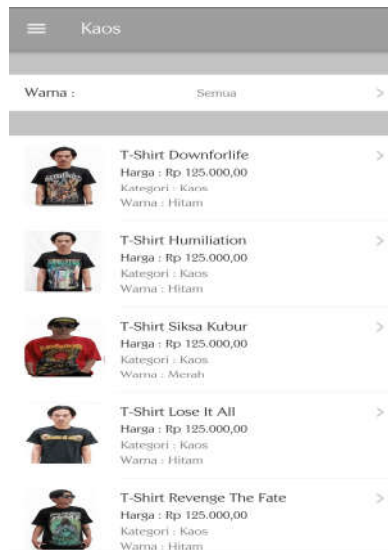 Kaos
Warna : Semua
T-Shirt Downforlife
Harga : Rp 125.000,00
Kategori : Kaos
Warna : Hitam
T-Shirt Humiliation
Harga : Rp 125.000,00
Kategori : Kaos
Warna : Hitam
T-Shirt Siksa Kubur
Harga : Rp 125.000,00
Kategori : Kaos
Warna : Merah
T-Shirt Lose It All
Harga : Rp 125.000,00
Kategori : Kaos
Warna : Hitam
T-Shirt Revenge The Fate
Harga : Rp 125.000,00
Kategori : Kaos
Warna : Hitam